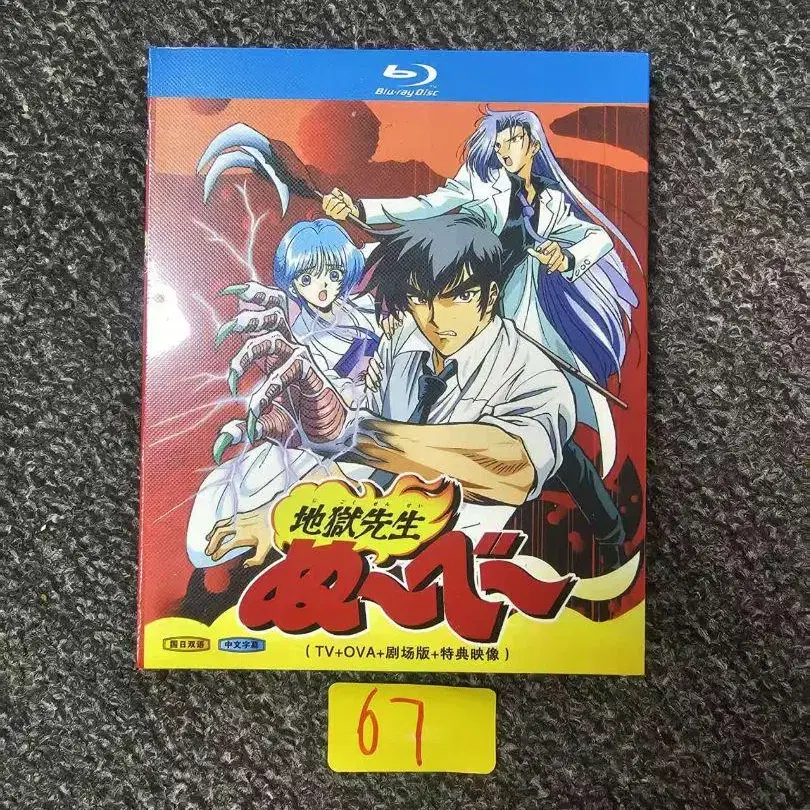 Blu-ray Disc
じごくせんせい
地獄先生
ぬ～べ～
国日双语 中文字幕
(TV+OVA+剧场版+特典映像)
67